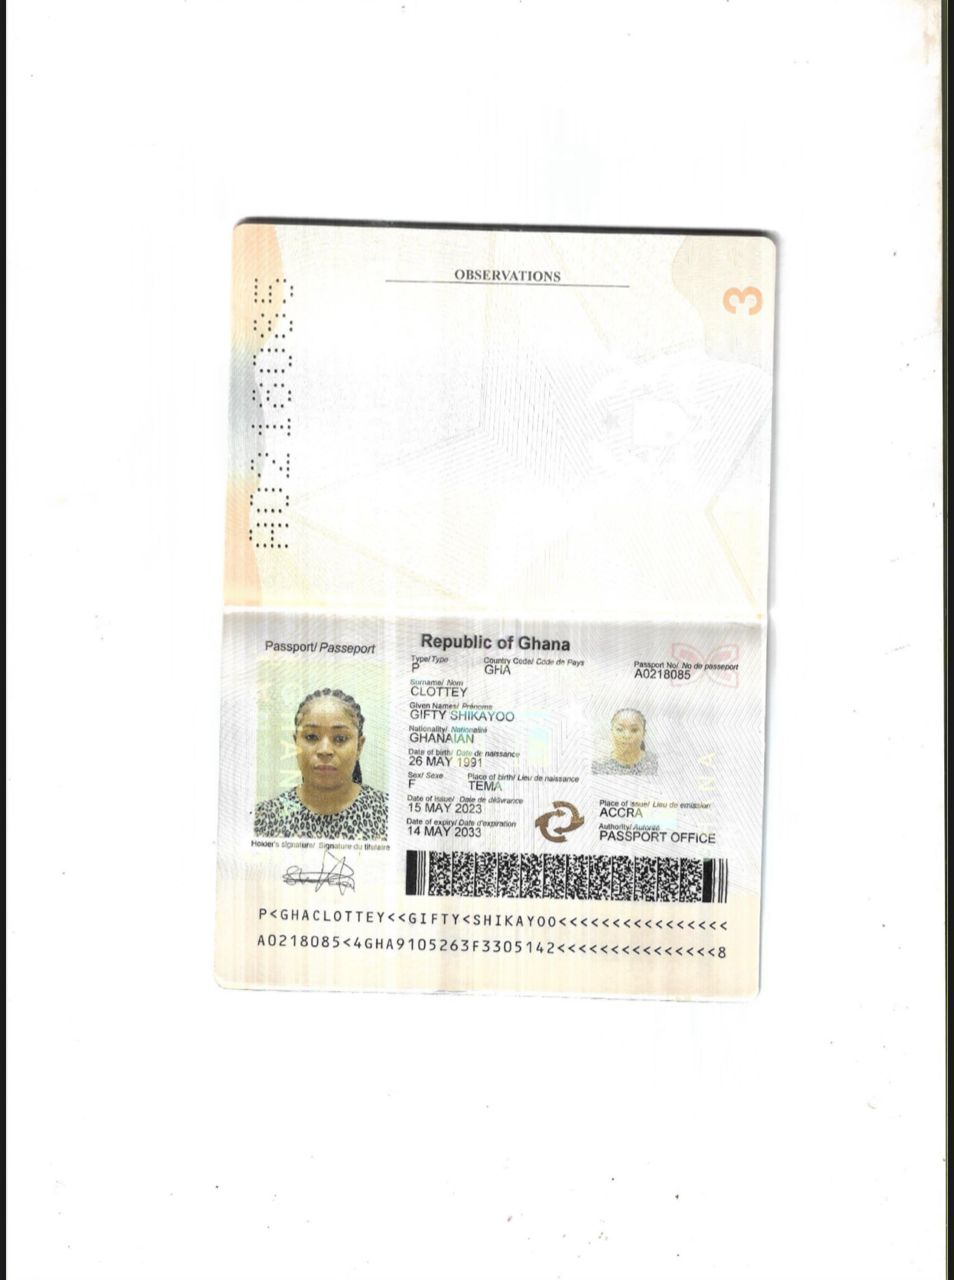 OBSERVATIONS
3
A0218085
Passport/ Passeport
Republic of Ghana
Type/Type
Country Code/ Code de Pays
Passport No/ No de passeport
P
GHA
A0218085
Surname/ Nom
CLOTTEY
Given Names/ Prénoms
GIFTY SHIKAYOO
Nationality/ Nationalité
GHANAIAN
Date of birth/ Date de naissance
26 MAY 1991
Sex/ Sexe
Place of birth/ Lieu de naissance
F
TEMA
Date of issue/ Date de délivrance
15 MAY 2023
Place of issue/ Lieu de emission
ACCRA
Date of expiry/ Date d'expiration
14 MAY 2033
Authority/ Autorité
PASSPORT OFFICE
Holder's signature/ Signature du titulaire
P<GHACLOTTEY<<GIFTY<SHIKAYOO<<<<<<<<<<<<<<<<
A0218085<4GHA9105263F3305142<<<<<<<<<<<<<<<8